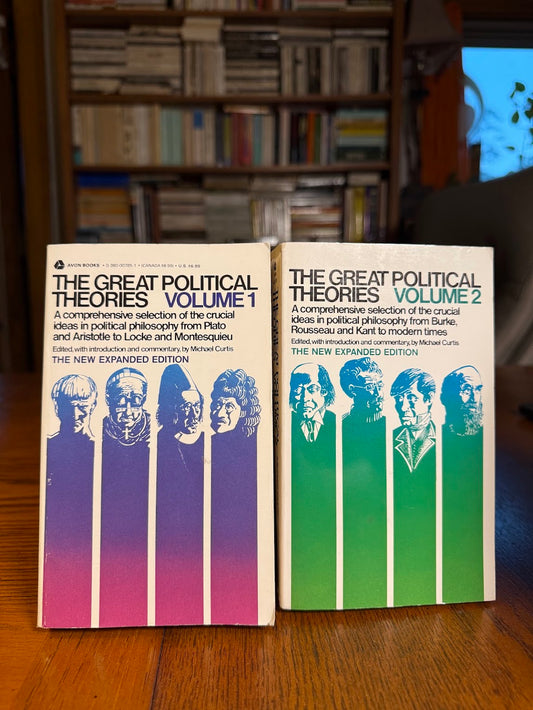 AVON BOOKS
THE GREAT POLITICAL
THEORIES VOLUME 1
A comprehensive selection of the crucial
ideas in political philosophy from Plato
and Aristotle to Locke and Montesquieu
Edited, with introduction and commentary, by Michael Curtis
THE NEW EXPANDED EDITION
THE GREAT POLITICAL
THEORIES VOLUME 2
A comprehensive selection of the crucial
ideas in political philosophy from Burke,
Rousseau and Kant to modern times
Edited, with introduction and commentary, by Michael Curtis
THE NEW EXPANDED EDITION